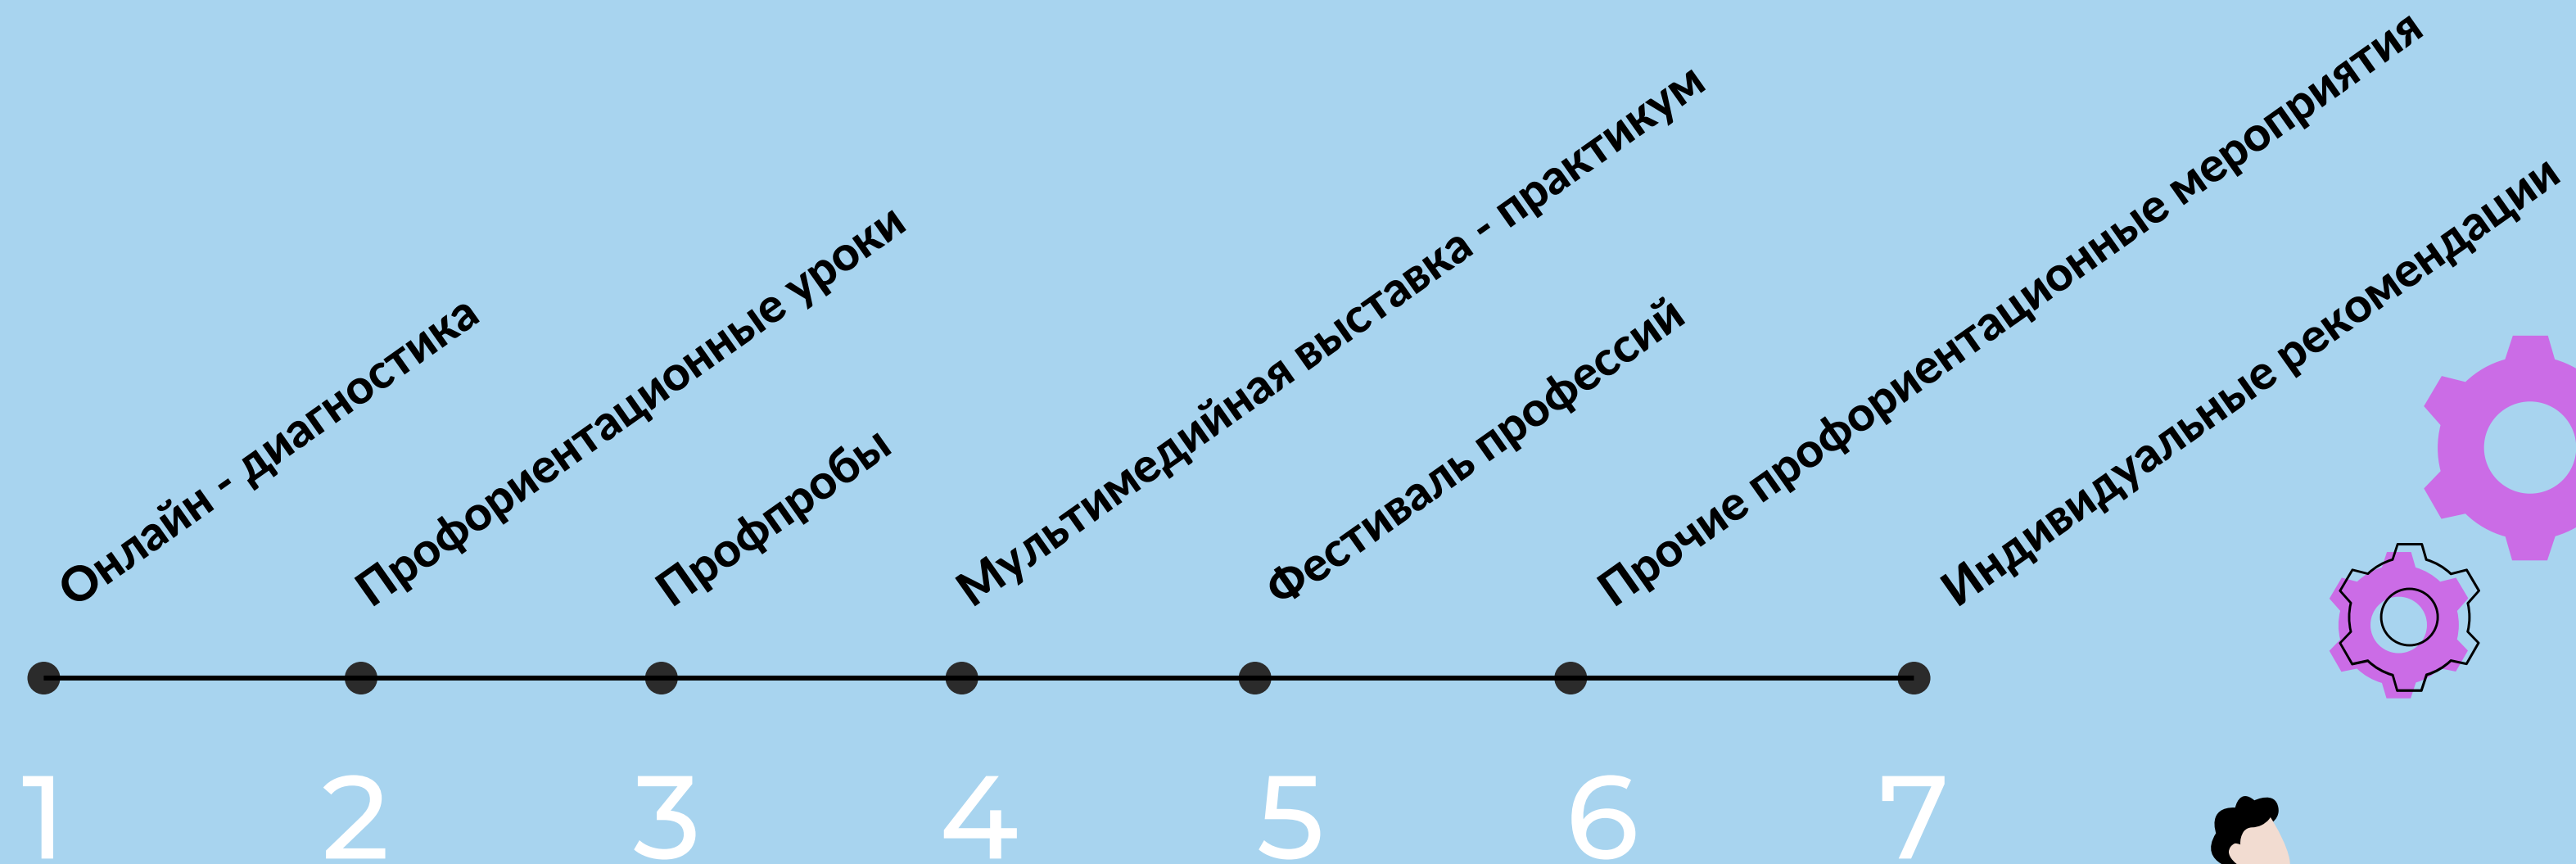 Онлайн - диагностика
Профориентационные уроки
Профпробы
Мультимедийная выставка - практикум
Фестиваль профессий
Прочие профориентационные мероприятия
Индивидуальные рекомендации
1
2
3
4
5
6
7